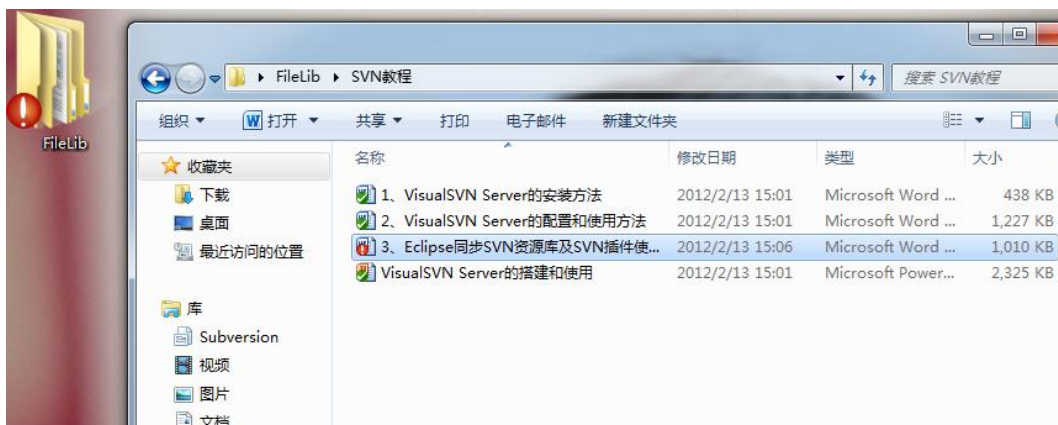 FileLib ▸ SVN教程
搜索 SVN教程
组织 打开 共享 打印 电子邮件 新建文件夹
FileLib
名称 修改日期 类型 大小
收藏夹
下载
桌面
最近访问的位置
库
Subversion
视频
图片
文档
1、VisualSVN Server的安装方法 2012/2/13 15:01 Microsoft Word ... 438 KB
2、VisualSVN Server的配置和使用方法 2012/2/13 15:01 Microsoft Word ... 1,227 KB
3、Eclipse同步SVN资源库及SVN插件使... 2012/2/13 15:06 Microsoft Word ... 1,010 KB
VisualSVN Server的搭建和使用 2012/2/13 15:01 Microsoft Power... 2,325 KB